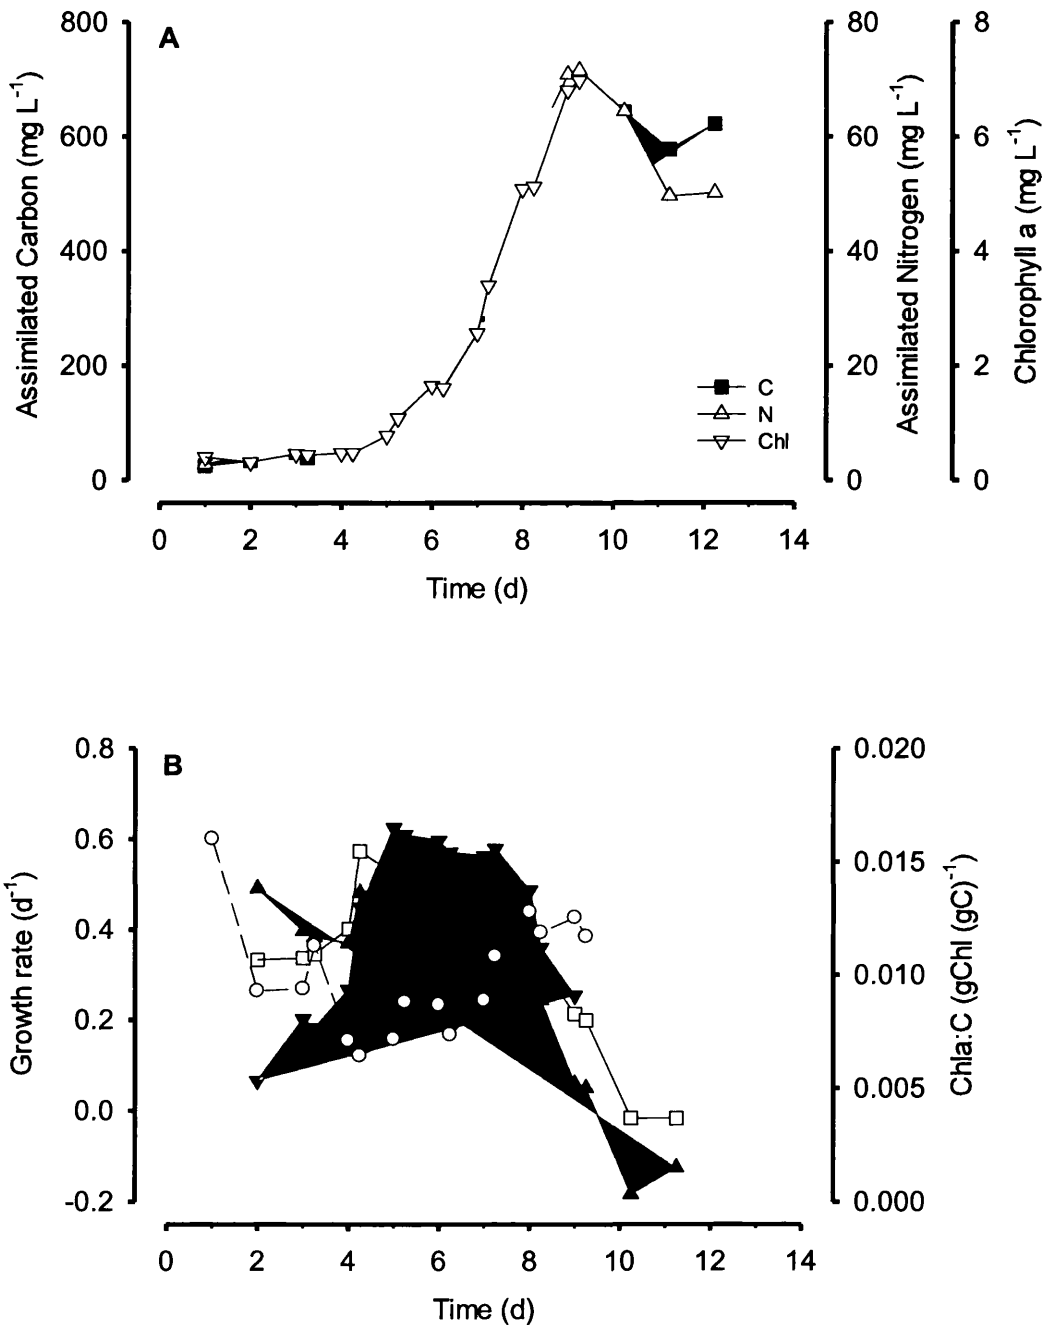 A
Assimilated Carbon (mg L⁻¹)
800
600
400
200
0
Assimilated Nitrogen (mg L⁻¹)
80
60
40
20
0
Chlorophyll a (mg L⁻¹)
8
6
4
2
0
C
N
Chl
0 2 4 6 8 10 12 14
Time (d)
B
Growth rate (d⁻¹)
0.8
0.6
0.4
0.2
0.0
-0.2
Chla:C (gChl (gC)⁻¹)
0.020
0.015
0.010
0.005
0.000
0 2 4 6 8 10 12 14
Time (d)